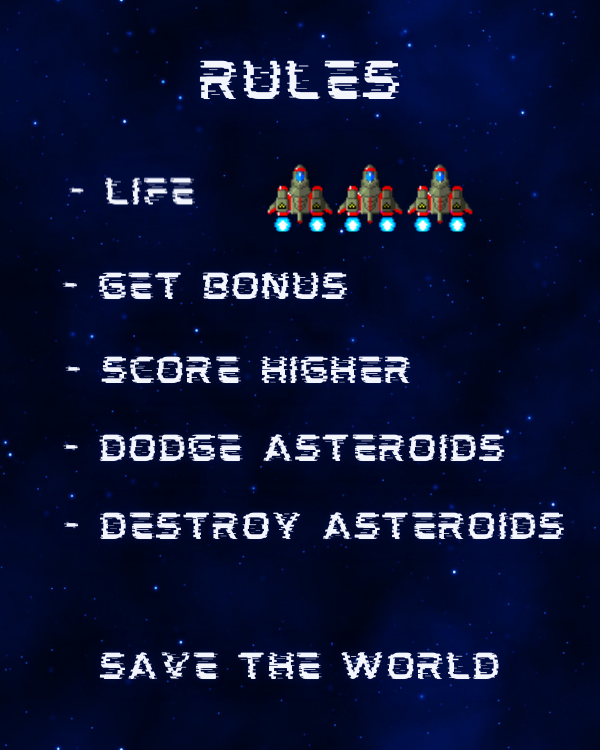 RULES
- LIFE
- GET BONUS
- SCORE HIGHER
- DODGE ASTEROIDS
- DESTROY ASTEROIDS
SAVE THE WORLD